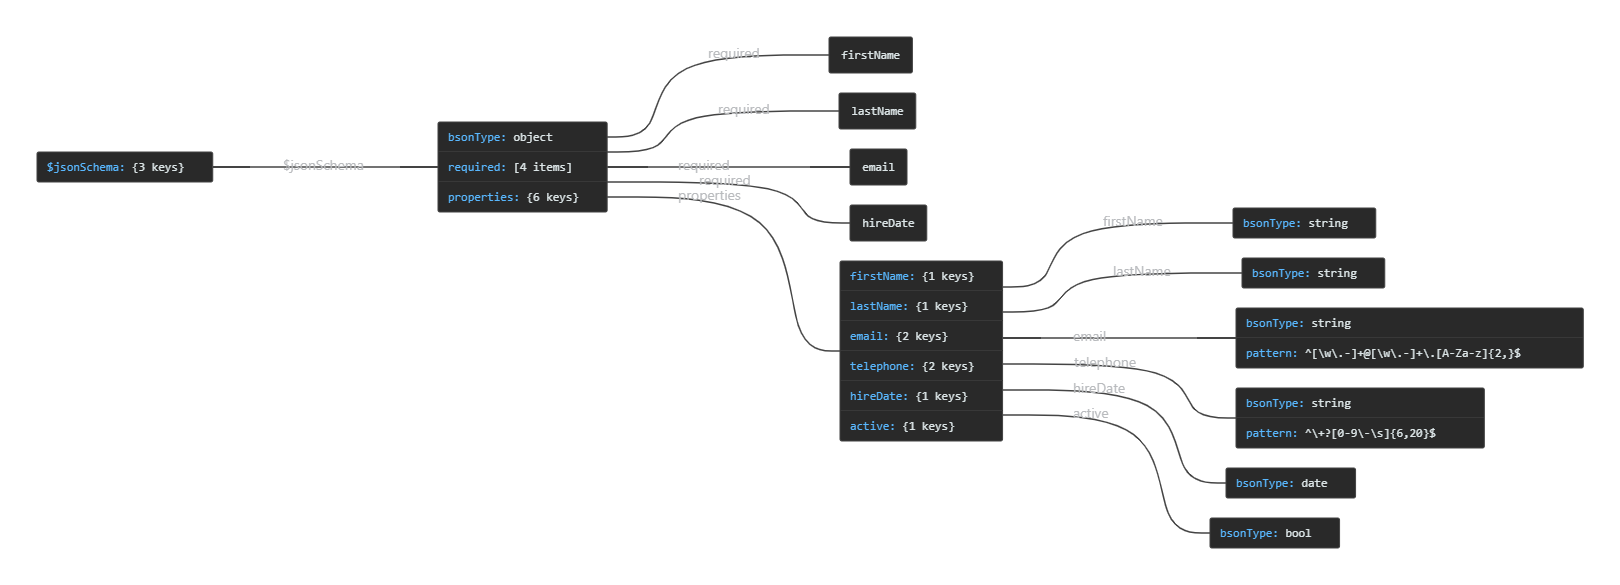 $jsonSchema: {3 keys}
$jsonSchema
bsonType: object
required: [4 items]
properties: {6 keys}
required
required
required
required
properties
firstName
lastName
email
hireDate
firstName: {1 keys}
lastName: {1 keys}
email: {2 keys}
telephone: {2 keys}
hireDate: {1 keys}
active: {1 keys}
firstName
lastName
email
telephone
hireDate
active
bsonType: string
bsonType: string
bsonType: string
pattern: ^[\w\.-]+@[\w\.-]+\.[A-Za-z]{2,}$
bsonType: string
pattern: ^\+?[0-9\-\s]{6,20}$
bsonType: date
bsonType: bool